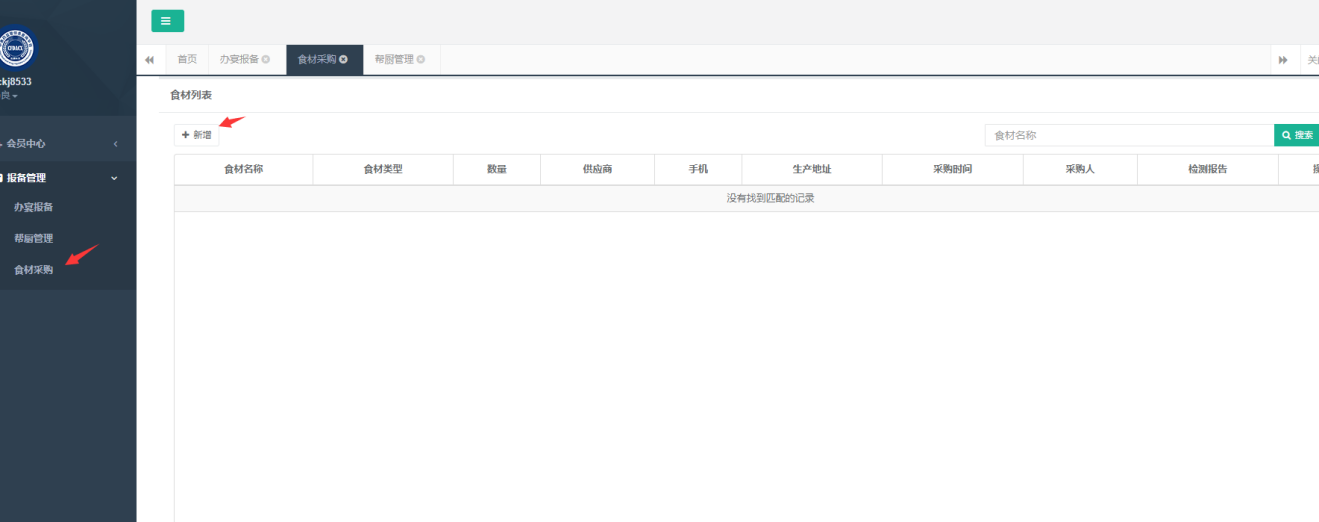 首页
办宴报备
食材采购
帮厨管理
kj8533
良
食材列表
新增
食材名称
搜索
会员中心
报备管理
办宴报备
帮厨管理
食材采购
食材名称 食材类型 数量 供应商 手机 生产地址 采购时间 采购人 检测报告
没有找到匹配的记录